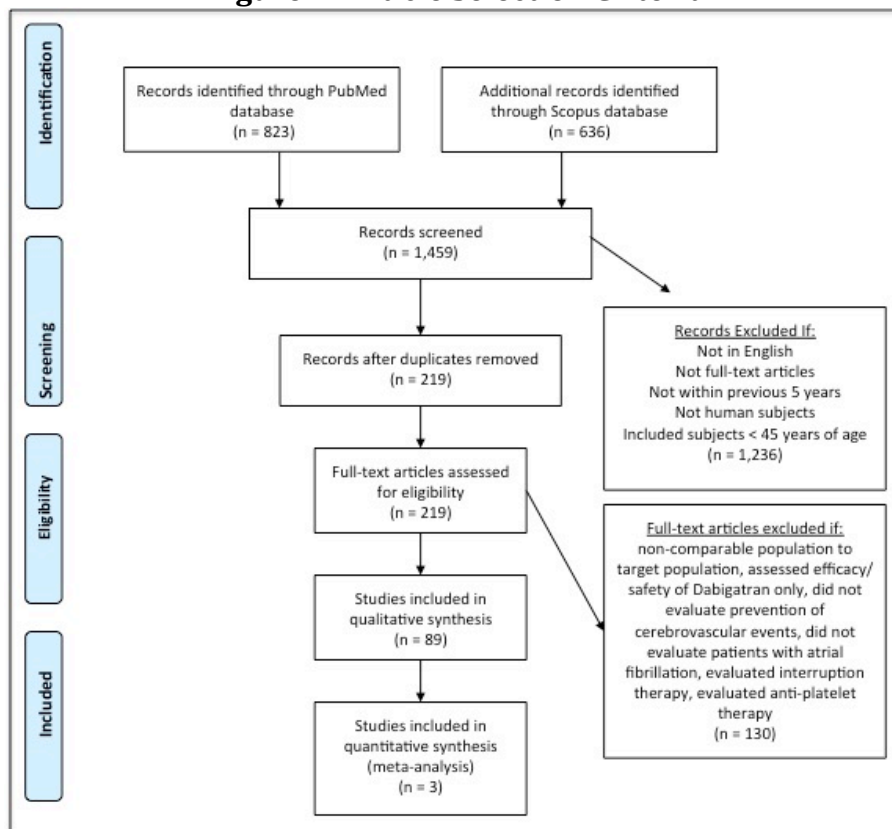 Identification
Records identified through PubMed
database
(n = 823)
Additional records identified
through Scopus database
(n = 636)
Records screened
(n = 1,459)
Screening
Records after duplicates removed
(n = 219)
Records Excluded If:
Not in English
Not full-text articles
Not within previous 5 years
Not human subjects
Included subjects < 45 years of age
(n = 1,236)
Eligibility
Full-text articles assessed
for eligibility
(n = 219)
Full-text articles excluded if:
non-comparable population to
target population, assessed efficacy/
safety of Dabigatran only, did not
evaluate prevention of
cerebrovascular events, did not
evaluate patients with atrial
fibrillation, evaluated interruption
therapy, evaluated anti-platelet
therapy
(n = 130)
Studies included in
qualitative synthesis
(n = 89)
Included
Studies included in
quantitative synthesis
(meta-analysis)
(n = 3)